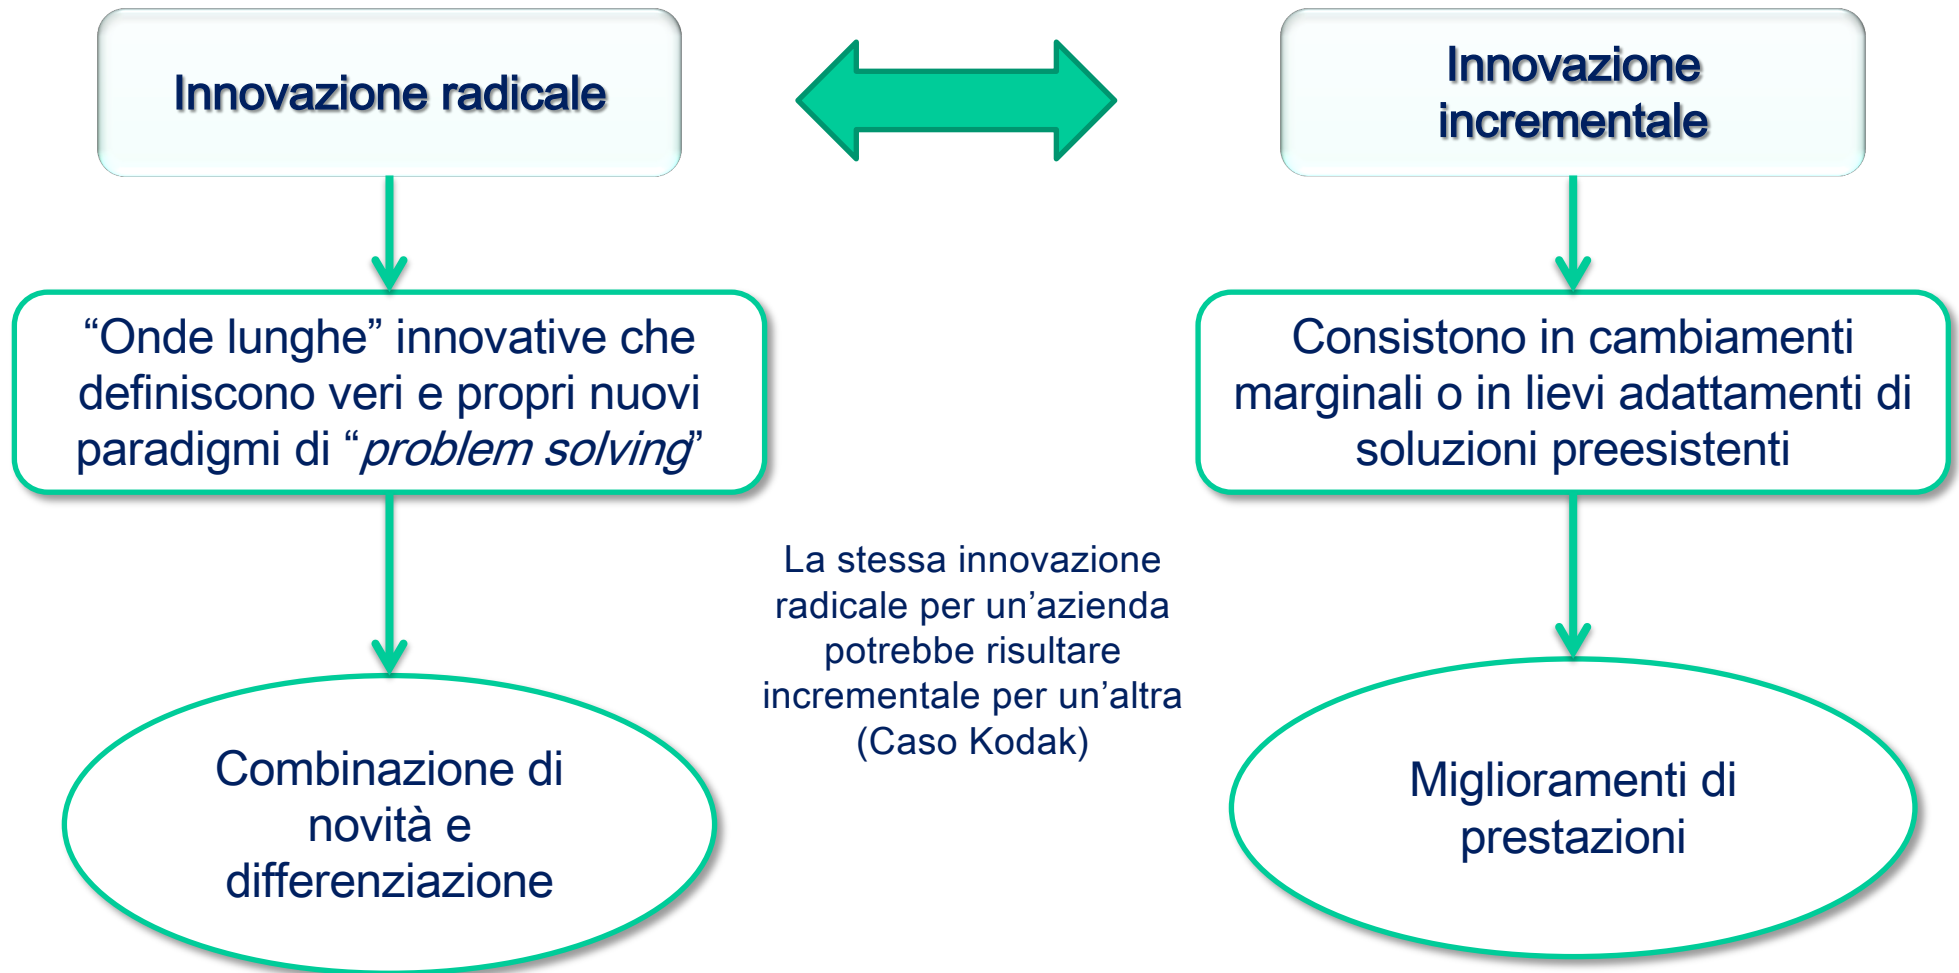 Innovazione radicale
Innovazione
incrementale
“Onde lunghe” innovative che
definiscono veri e propri nuovi
paradigmi di “problem solving”
Consistono in cambiamenti
marginali o in lievi adattamenti di
soluzioni preesistenti
La stessa innovazione
radicale per un’azienda
potrebbe risultare
incrementale per un’altra
(Caso Kodak)
Combinazione di
novità e
differenziazione
Miglioramenti di
prestazioni